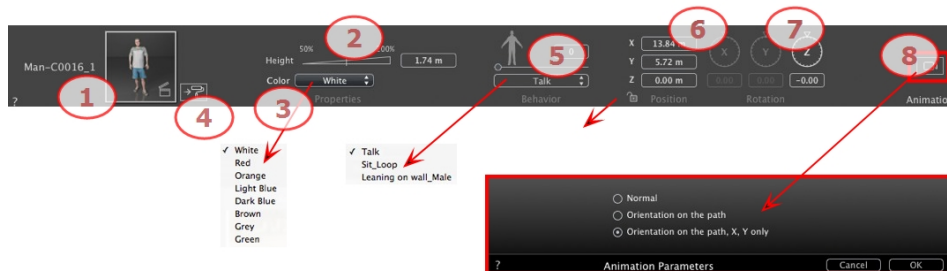 Man-C0016_1
?
1
4
50%
200%
2
Height
1.74 m
Color
White
3
Properties
5
0
Talk
Behavior
X
13.84 m
6
Y
5.72 m
Z
0.00 m
Position
X
Y
Z
7
0.00
0.00
-0.00
Rotation
8
Animatio
✓ White
Red
Orange
Light Blue
Dark Blue
Brown
Grey
Green
✓ Talk
Sit_Loop
Leaning on wall_Male
Normal
Orientation on the path
Orientation on the path, X, Y only
?
Animation Parameters
Cancel
OK